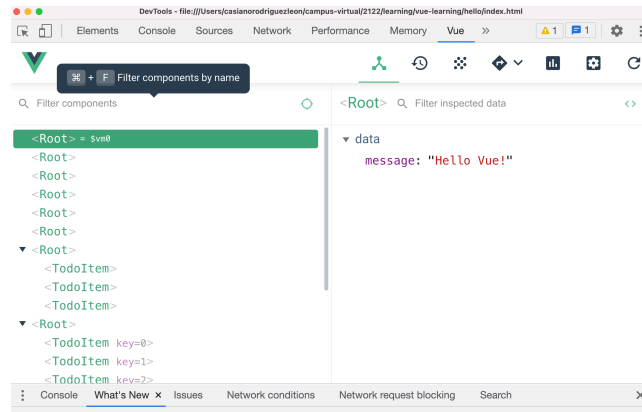 DevTools - file:///Users/casianorodriguezleon/campus-virtual/2122/learning/vue-learning/hello/index.html
Elements Console Sources Network Performance Memory Vue » 1 1
⌘ + F Filter components by name
Filter components
<Root> Filter inspected data <>
<Root> = $vm0
<Root>
<Root>
<Root>
<Root>
<Root>
<Root>
<TodoItem>
<TodoItem>
<TodoItem>
<Root>
<TodoItem key=0>
<TodoItem key=1>
<TodoItem key=2>
data
message: "Hello Vue!"
Console What's New × Issues Network conditions Network request blocking Search ×